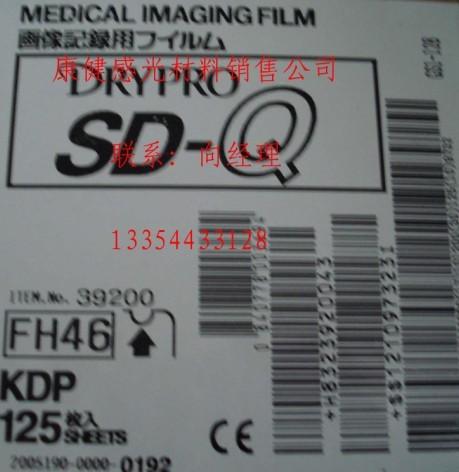 MEDICAL IMAGING FILM
画像記録用フイルム
康健感光材料销售公司
DRYPRO
SD-Q
联系: 向经理
13354433128
ITEM.No. 39200
FH46
KDP
125 枚入
SHEETS
CE
2005190-0000-0192
+H8323920043